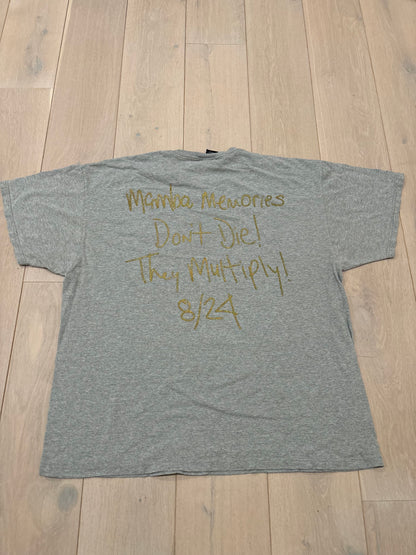 Mamba Memories
Don't Die!
They Multiply!
8/24